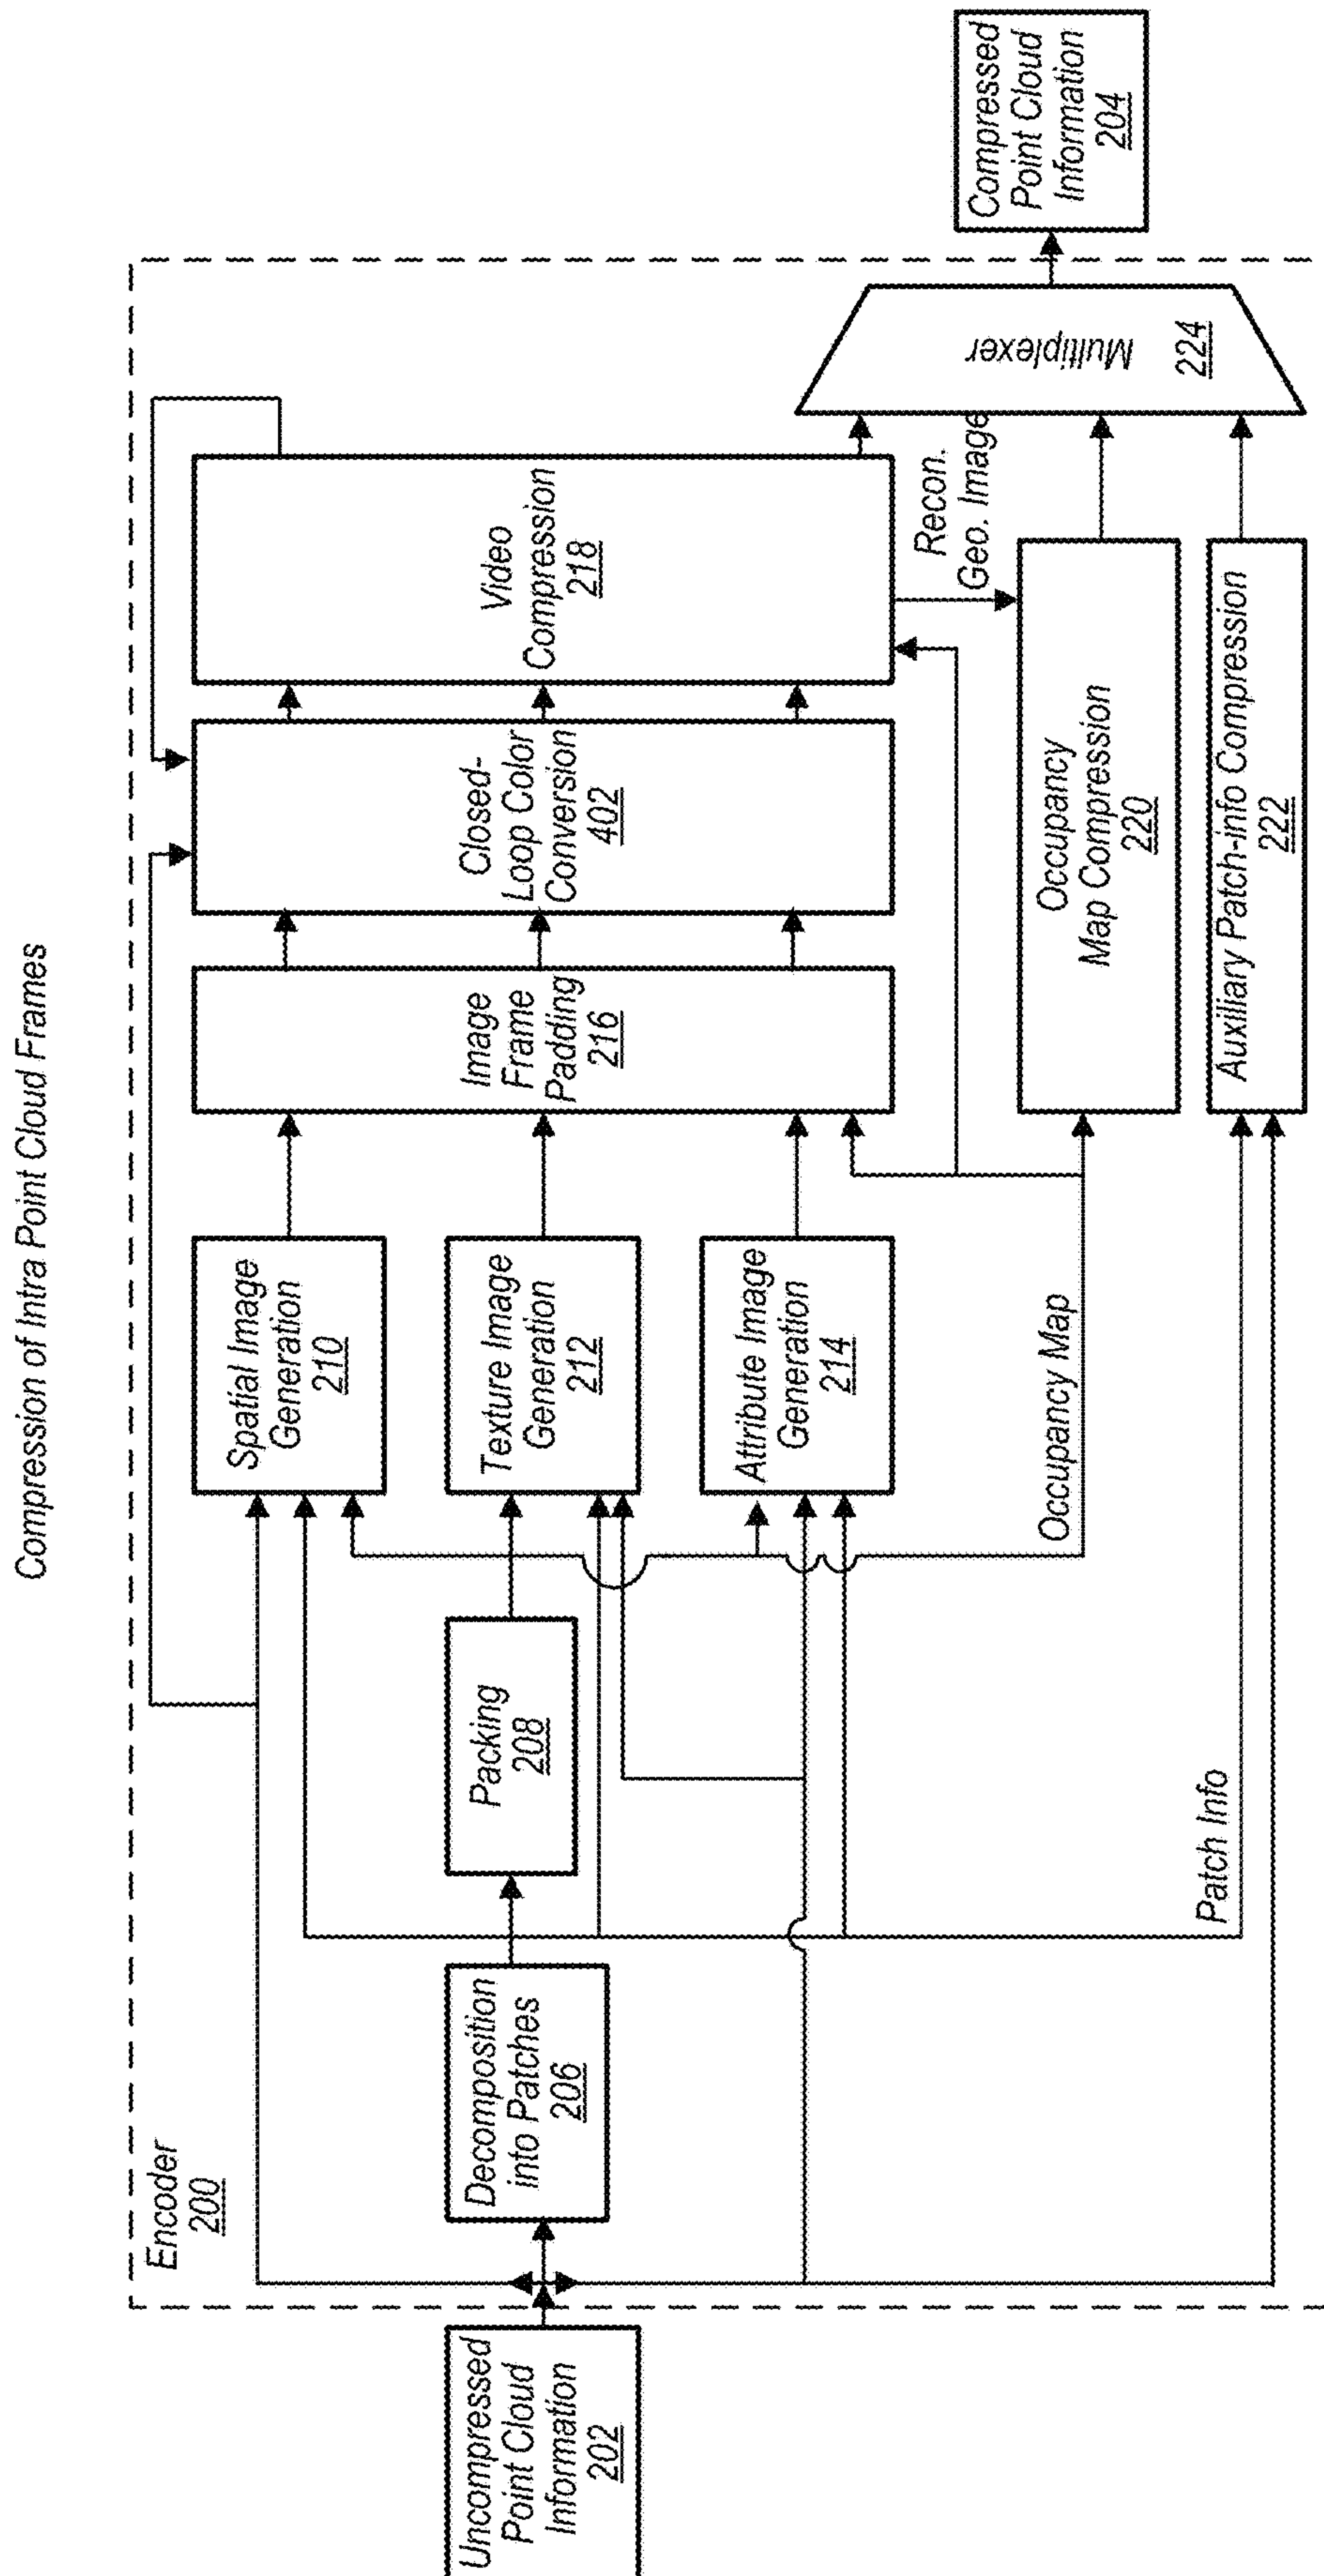 Compression of Intra Point Cloud Frames
Encoder
200
Uncompressed
Point Cloud
Information
202
Decomposition
into Patches
206
Packing
208
Spatial Image
Generation
210
Texture Image
Generation
212
Attribute Image
Generation
214
Image
Frame
Padding
216
Closed-
Loop Color
Conversion
402
Video
Compression
218
Recon.
Geo. Image
Occupancy Map
Occupancy
Map Compression
220
Patch Info
Auxiliary Patch-info Compression
222
Multiplexer
224
Compressed
Point Cloud
Information
204